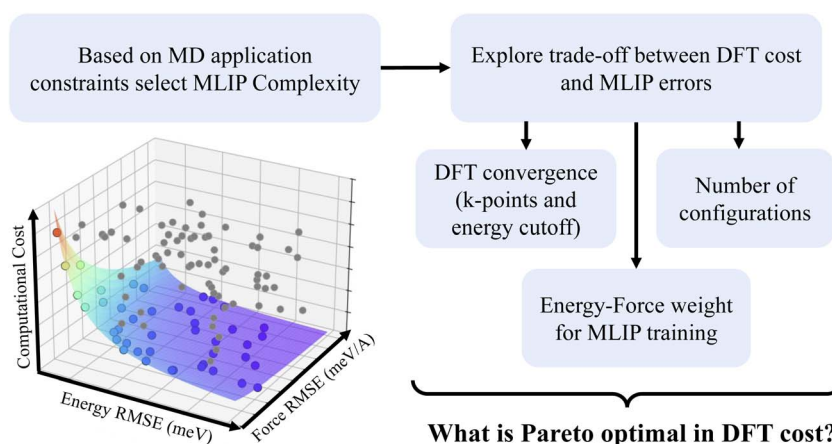 Based on MD application
constraints select MLIP Complexity
Explore trade-off between DFT cost
and MLIP errors
DFT convergence
(k-points and
energy cutoff)
Number of
configurations
Energy-Force weight
for MLIP training
Computational Cost
Energy RMSE (meV)
Force RMSE (meV/A)
What is Pareto optimal in DFT cost?